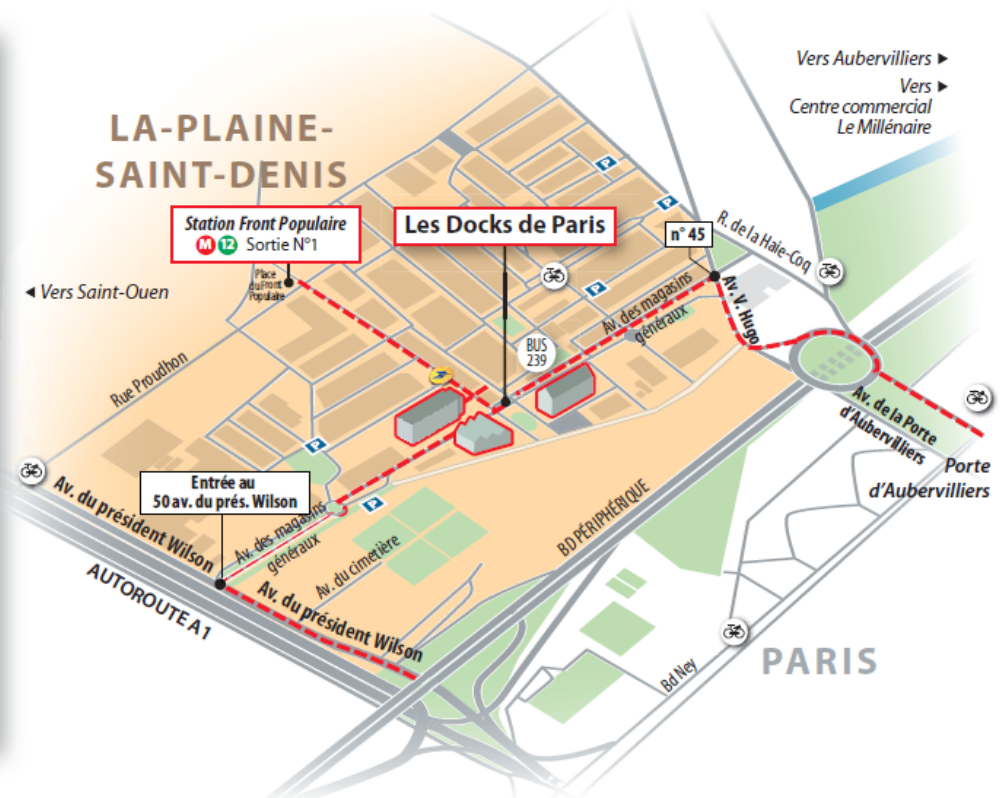 Vers Aubervilliers ►
Vers ►
Centre commercial
Le Millénaire
LA-PLAINE-
SAINT-DENIS
P
P
Station Front Populaire
M 12 Sortie N°1
Les Docks de Paris
n° 45
R. de la Haie-Coq
Place
du Front
Populaire
◄ Vers Saint-Ouen
P
Av. des magasins
généraux
Av. V. Hugo
BUS
239
Rue Proudhon
Av. de la Porte
d'Aubervilliers
Porte
d'Aubervilliers
P
Entrée au
50 av. du prés. Wilson
P
Av. du président Wilson
Av. des magasins
généraux
Av. du cimetière
BD PÉRIPHÉRIQUE
AUTOROUTE A1
Av. du président Wilson
PARIS
Bd Ney